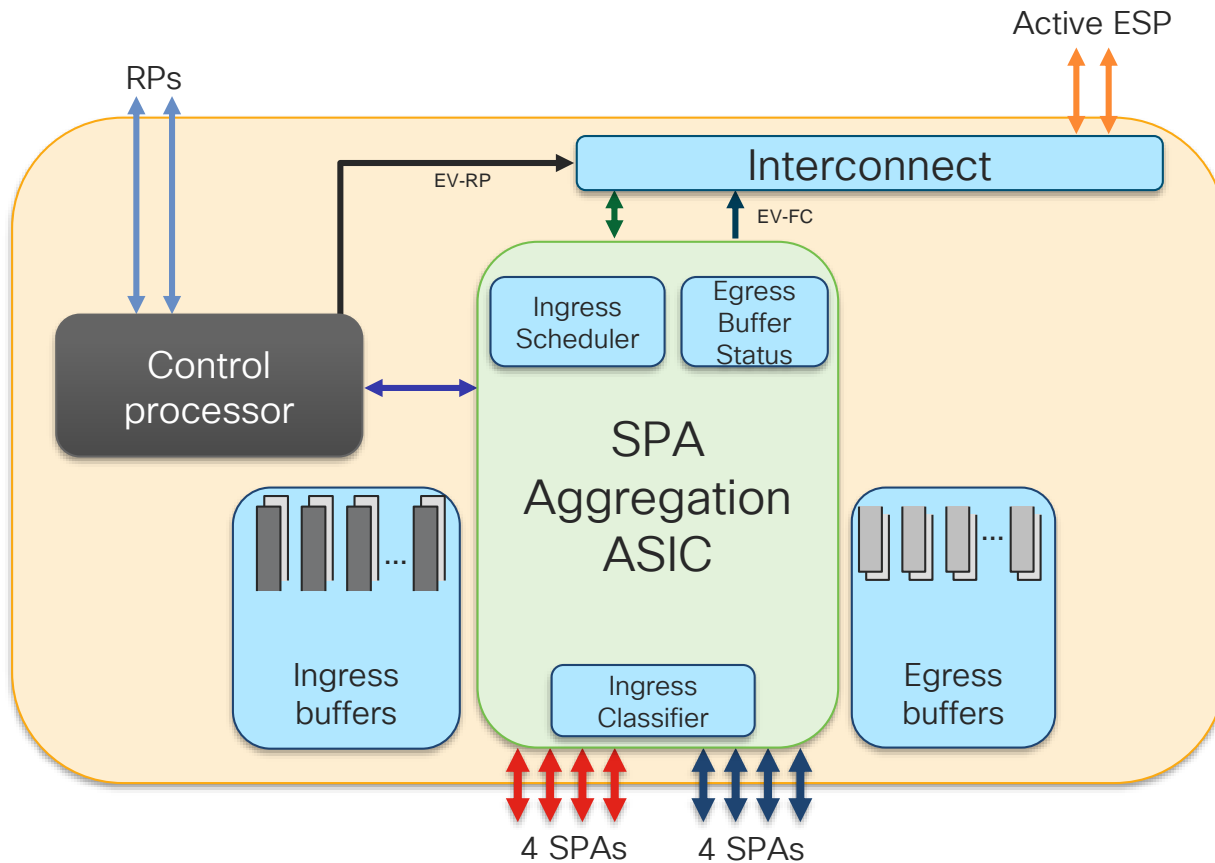 Active ESP
RPs
Interconnect
EV-RP
EV-FC
Ingress
Scheduler
Egress
Buffer
Status
Control
processor
SPA
Aggregation
ASIC
...
...
Ingress
buffers
Ingress
Classifier
Egress
buffers
4 SPAs
4 SPAs